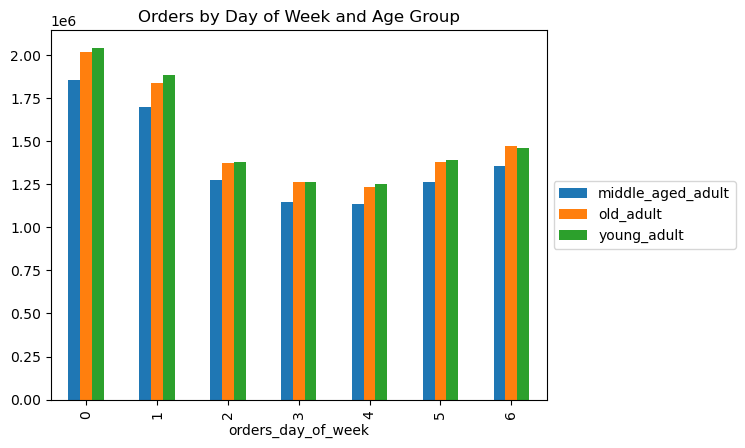 Orders by Day of Week and Age Group
1e6
2.00
1.75
1.50
1.25
1.00
0.75
0.50
0.25
0.00
0 1 2 3 4 5 6
orders_day_of_week
middle_aged_adult
old_adult
young_adult